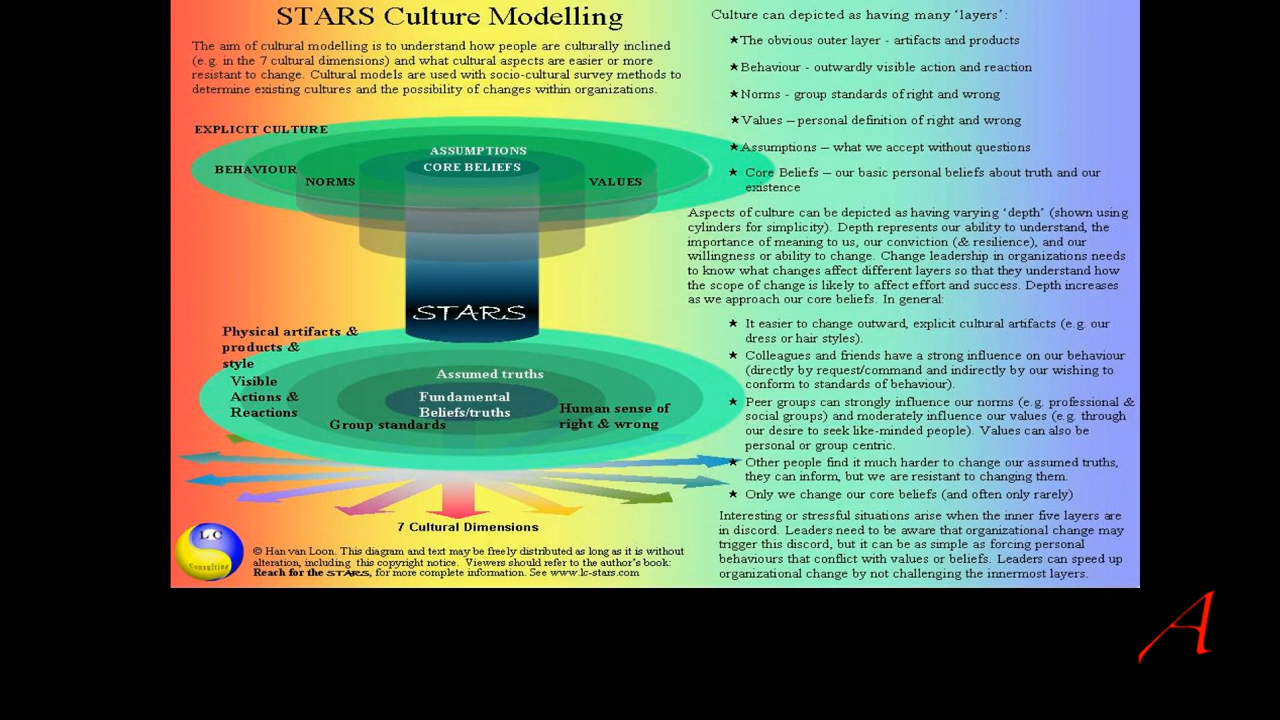 STARS Culture Modelling
The aim of cultural modelling is to understand how people are culturally inclined
(e.g. in the 7 cultural dimensions) and what cultural aspects are easier or more
resistant to change. Cultural models are used with socio-cultural survey methods to
determine existing cultures and the possibility of changes within organizations.
EXPLICIT CULTURE
ASSUMPTIONS
CORE BELIEFS
BEHAVIOUR
NORMS
VALUES
STARS
Physical artifacts &
products &
style
Visible
Actions &
Reactions
Assumed truths
Fundamental
Beliefs/truths
Group standards
Human sense of
right & wrong
7 Cultural Dimensions
L C
Consulting
© Han van Loon. This diagram and text may be freely distributed as long as it is without
alteration, including this copyright notice. Viewers should refer to the author's book:
Reach for the STARS, for more complete information. See www.lc-stars.com
Culture can depicted as having many 'layers':
★The obvious outer layer - artifacts and products
★Behaviour - outwardly visible action and reaction
★Norms - group standards of right and wrong
★Values – personal definition of right and wrong
★Assumptions – what we accept without questions
★ Core Beliefs – our basic personal beliefs about truth and our
existence
Aspects of culture can be depicted as having varying 'depth' (shown using
cylinders for simplicity). Depth represents our ability to understand, the
importance of meaning to us, our conviction (& resilience), and our
willingness or ability to change. Change leadership in organizations needs
to know what changes affect different layers so that they understand how
the scope of change is likely to affect effort and success. Depth increases
as we approach our core beliefs. In general:
★ It easier to change outward, explicit cultural artifacts (e.g. our
dress or hair styles).
★ Colleagues and friends have a strong influence on our behaviour
(directly by request/command and indirectly by our wishing to
conform to standards of behaviour).
★ Peer groups can strongly influence our norms (e.g. professional &
social groups) and moderately influence our values (e.g. through
our desire to seek like-minded people). Values can also be
personal or group centric.
★ Other people find it much harder to change our assumed truths,
they can inform, but we are resistant to changing them.
★ Only we change our core beliefs (and often only rarely)
Interesting or stressful situations arise when the inner five layers are
in discord. Leaders need to be aware that organizational change may
trigger this discord, but it can be as simple as forcing personal
behaviours that conflict with values or beliefs. Leaders can speed up
organizational change by not challenging the innermost layers.
A